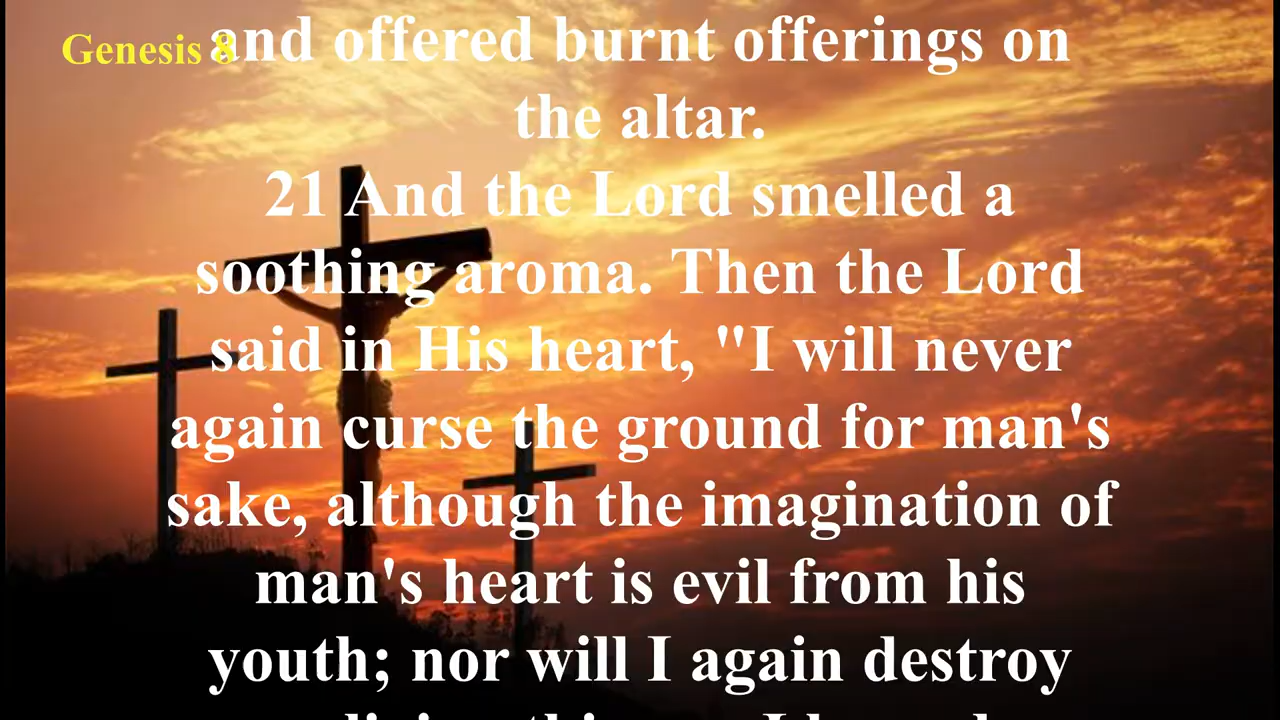 Genesis 8
and offered burnt offerings on
the altar.
21 And the Lord smelled a
soothing aroma. Then the Lord
said in His heart, "I will never
again curse the ground for man's
sake, although the imagination of
man's heart is evil from his
youth; nor will I again destroy